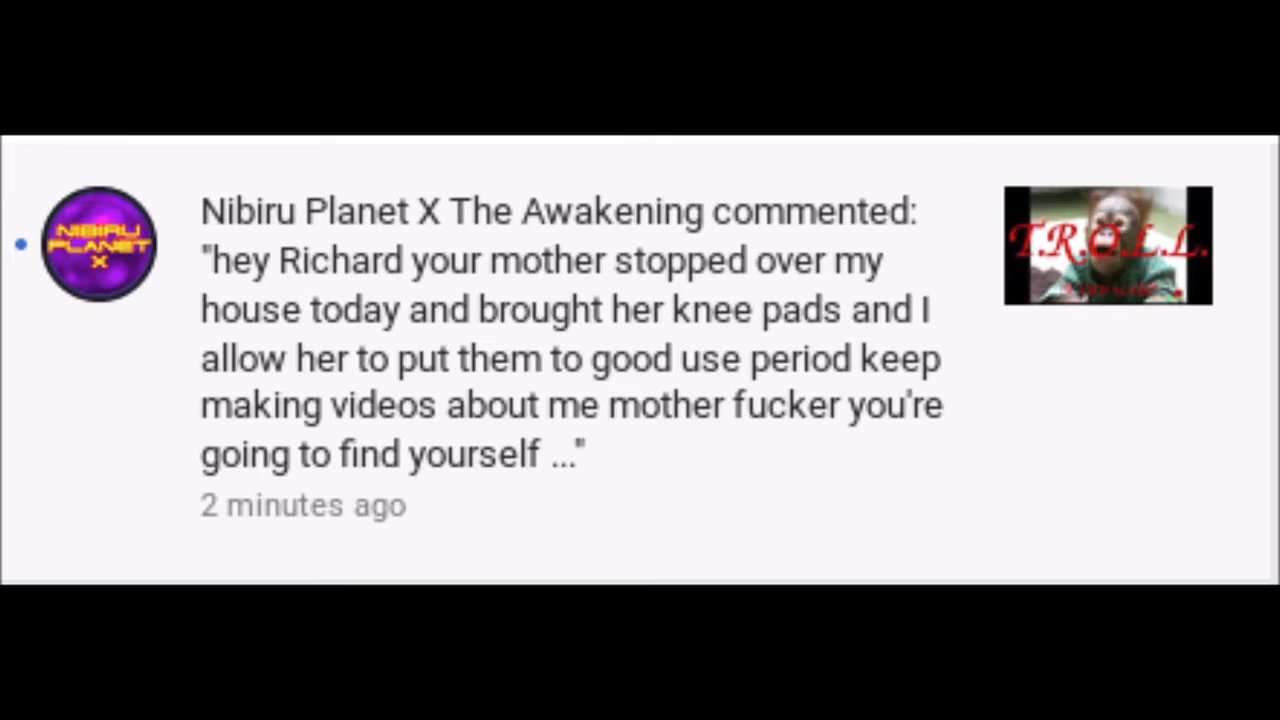 NIBIRU
PLANET
X
Nibiru Planet X The Awakening commented:
"hey Richard your mother stopped over my
house today and brought her knee pads and I
allow her to put them to good use period keep
making videos about me mother fucker you're
going to find yourself ..."
2 minutes ago
T.R.O.L.L.